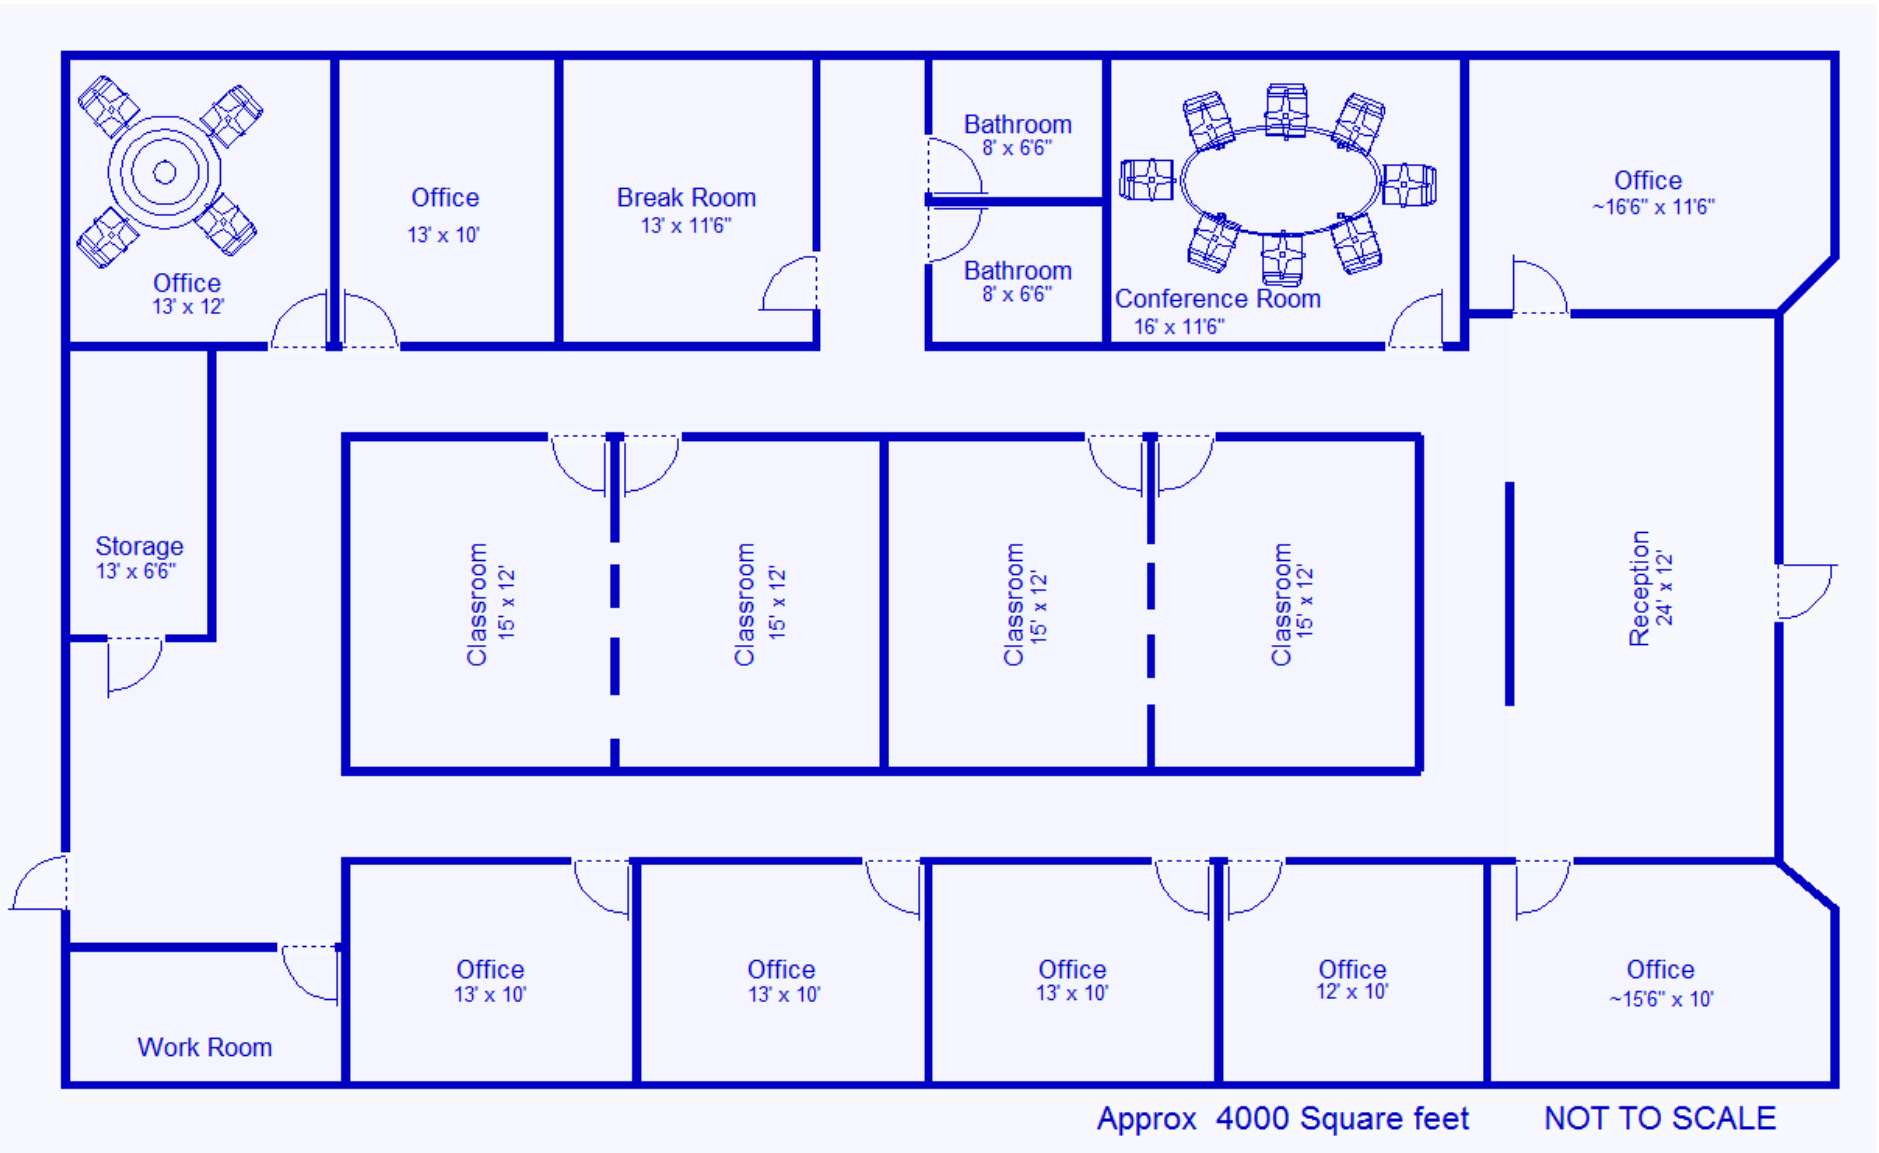 Office
13' x 12'
Office
13' x 10'
Break Room
13' x 11'6"
Bathroom
8' x 6'6"
Bathroom
8' x 6'6"
Conference Room
16' x 11'6"
Office
~16'6" x 11'6"
Storage
13' x 6'6"
Classroom
15' x 12'
Classroom
15' x 12'
Classroom
15' x 12'
Classroom
15' x 12'
Reception
24' x 12'
Work Room
Office
13' x 10'
Office
13' x 10'
Office
13' x 10'
Office
12' x 10'
Office
~15'6" x 10'
Approx 4000 Square feet
NOT TO SCALE